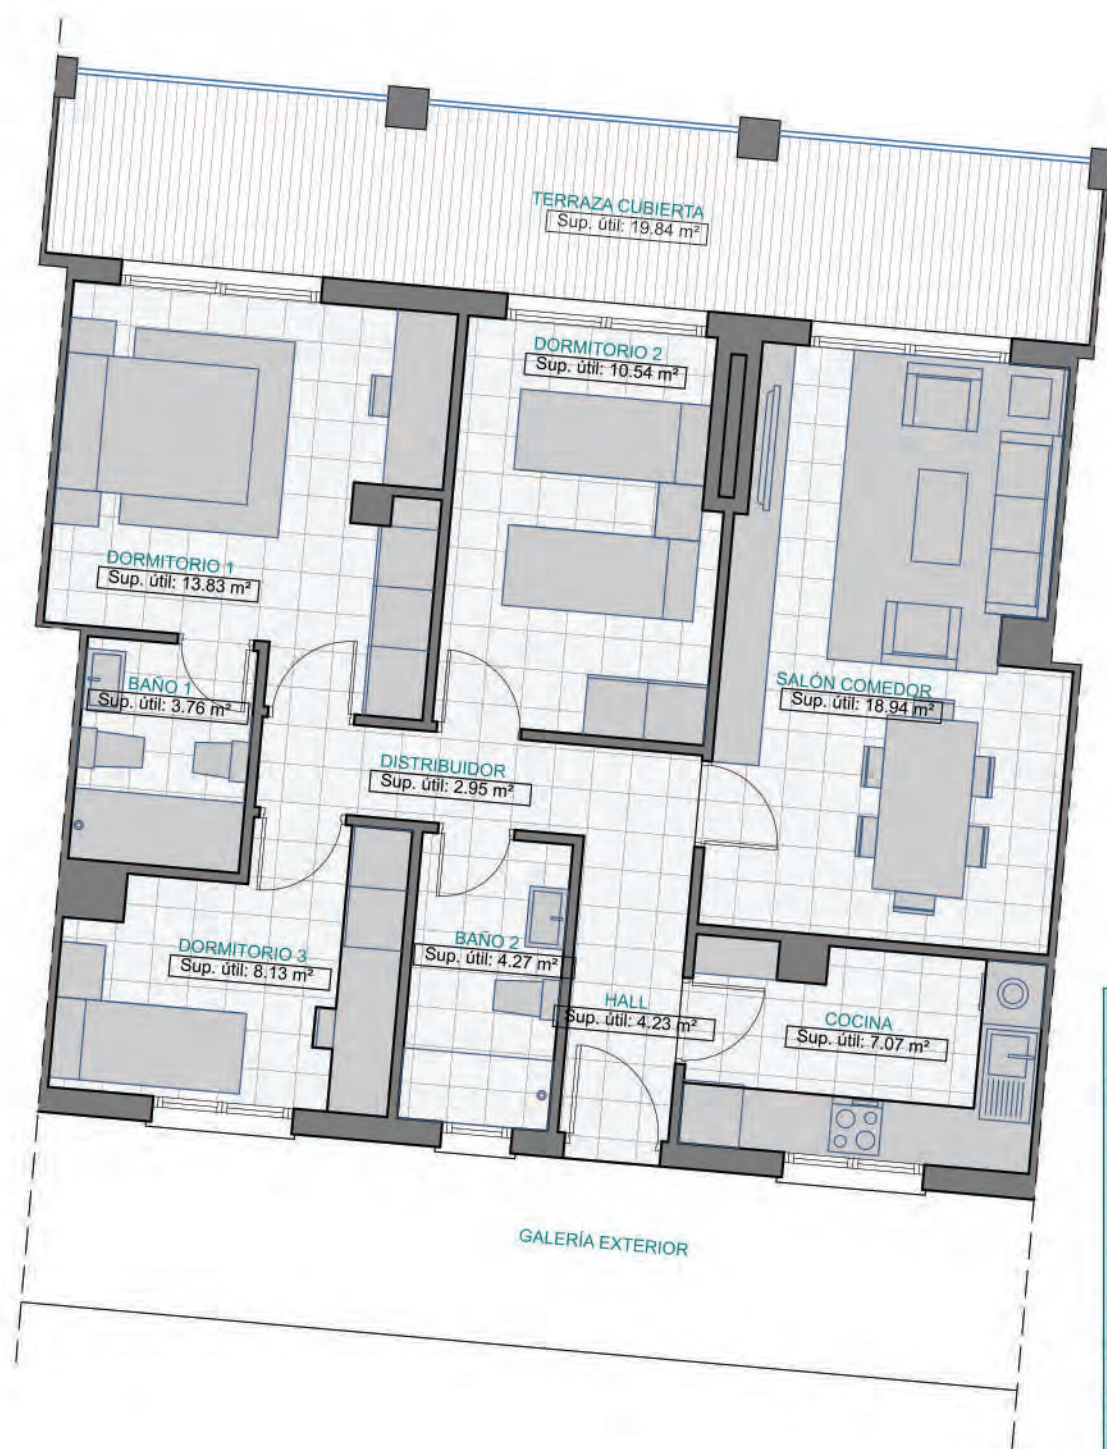 TERRAZA CUBIERTA
Sup. útil: 19.84 m²
DORMITORIO 2
Sup. útil: 10.54 m²
DORMITORIO 1
Sup. útil: 13.83 m²
BAÑO 1
Sup. útil: 3.76 m²
SALÓN COMEDOR
Sup. útil: 18.94 m²
DISTRIBUIDOR
Sup. útil: 2.95 m²
DORMITORIO 3
Sup. útil: 8.13 m²
BAÑO 2
Sup. útil: 4.27 m²
HALL
Sup. útil: 4.23 m²
COCINA
Sup. útil: 7.07 m²
GALERÍA EXTERIOR